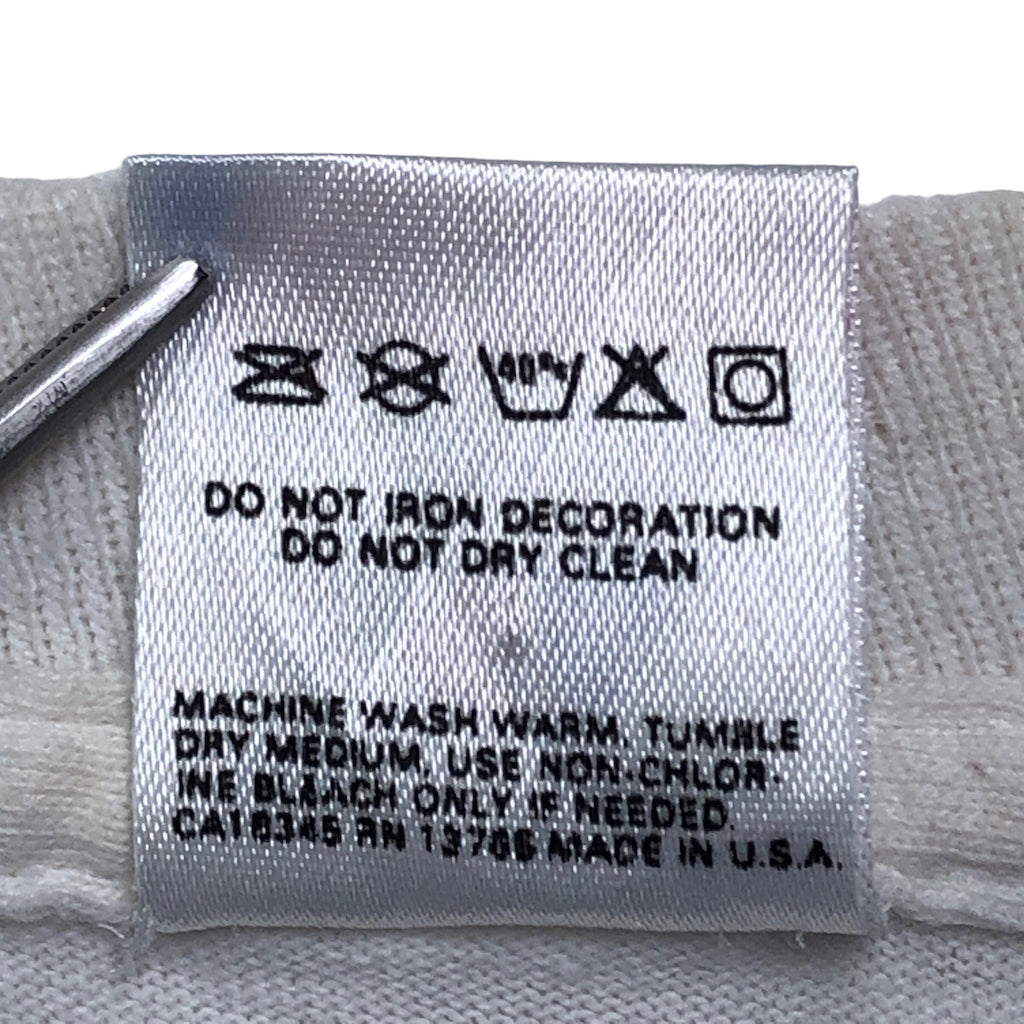 40°
DO NOT IRON DECORATION
DO NOT DRY CLEAN
MACHINE WASH WARM, TUMBLE
DRY MEDIUM, USE NON-CHLOR-
INE BLEACH ONLY IF NEEDED.
CA18345 RN 13765 MADE IN U.S.A.